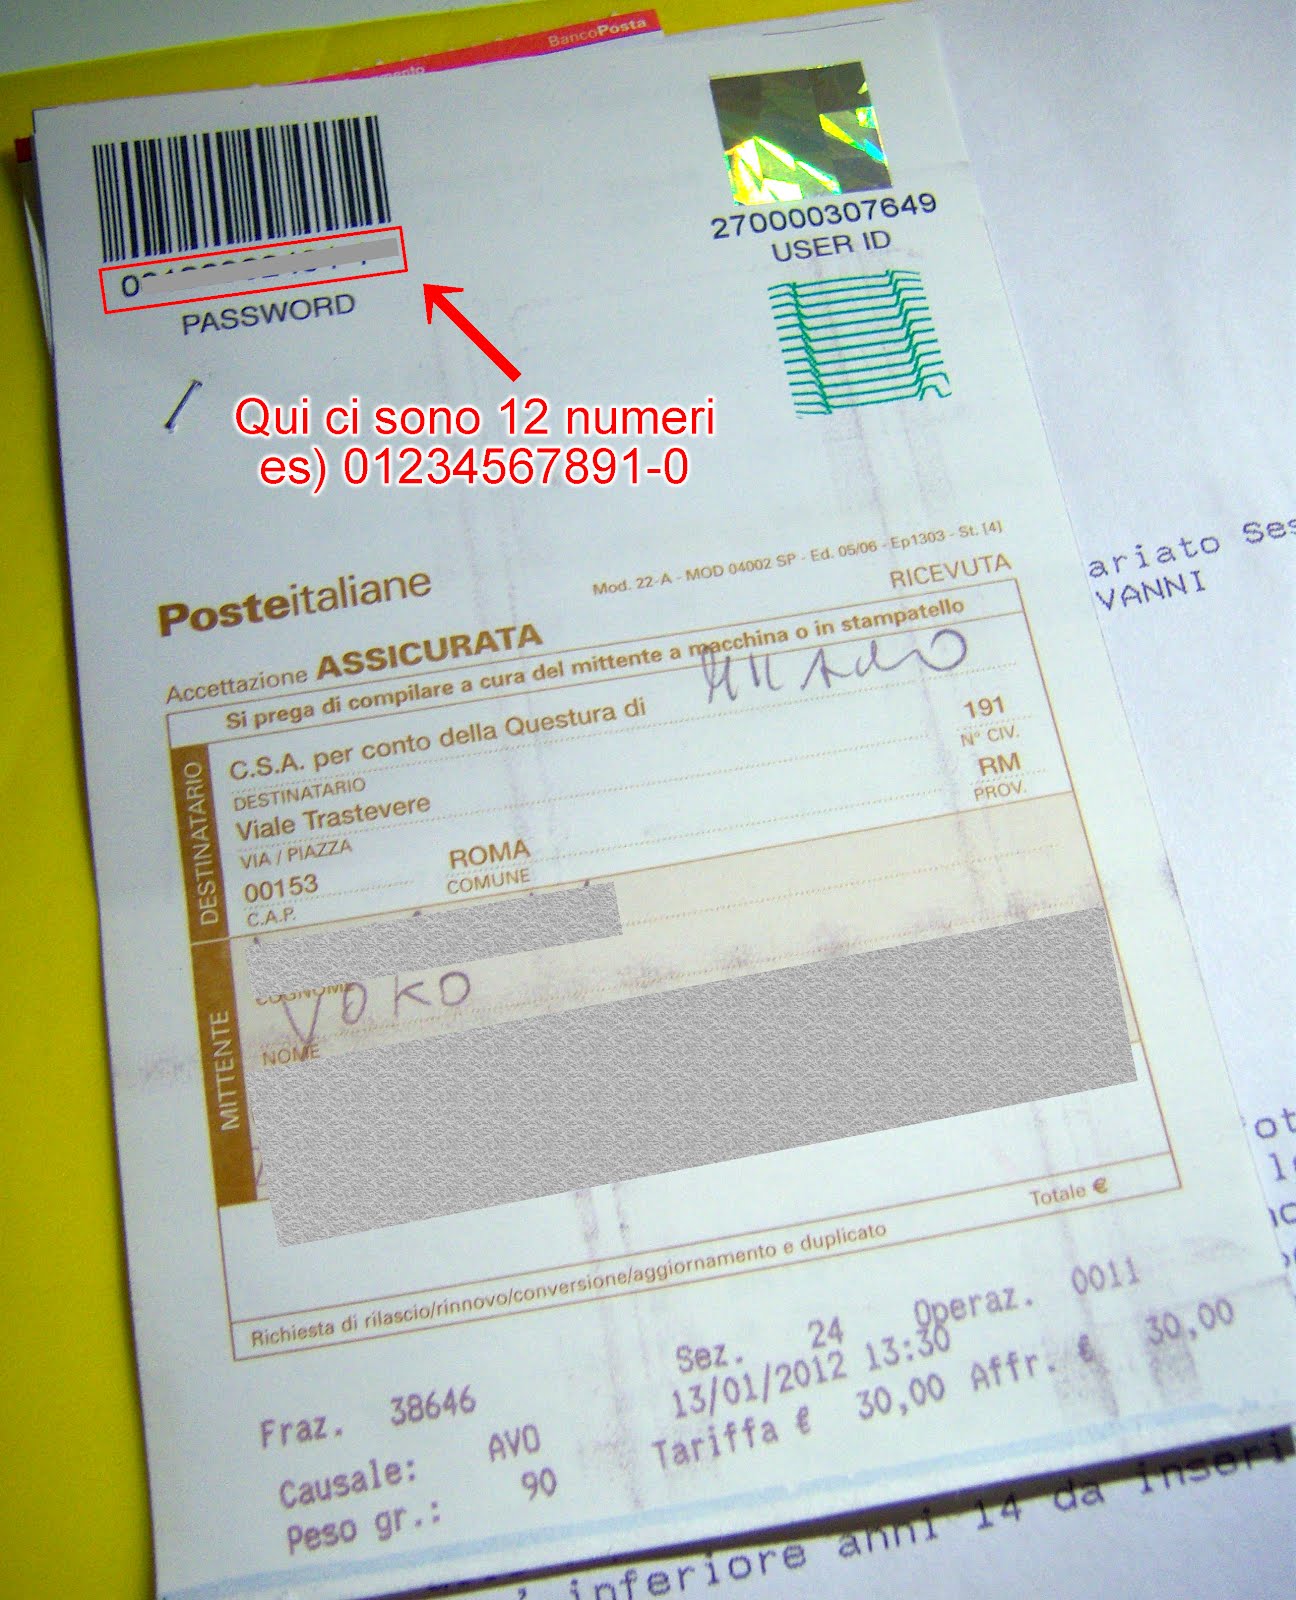 BancoPosta
270000307649
USER ID
PASSWORD
Qui ci sono 12 numeri
es) 01234567891-0
Mod. 22-A - MOD 04002 SP - Ed. 05/06 - Ep1303 - St. [4]
Posteitaliane
RICEVUTA
Accettazione ASSICURATA
Si prega di compilare a cura del mittente a macchina o in stampatello
C.S.A. per conto della Questura di
DESTINATARIO
191
N° CIV.
Viale Trastevere
VIA / PIAZZA
RM
PROV.
00153
C.A.P.
ROMA
COMUNE
DESTINATARIO
COGNOME
YOKO
NOME
MITTENTE
Totale €
Richiesta di rilascio/rinnovo/conversione/aggiornamento e duplicato
Fraz. 38646 Sez. 24 Operaz. 0011
Causale: AVO 13/01/2012 13:30
Peso gr.: 90 Tariffa € 30,00 Affr. € 30,00
ariato
VANNI
inferiore anni 14 da inseri